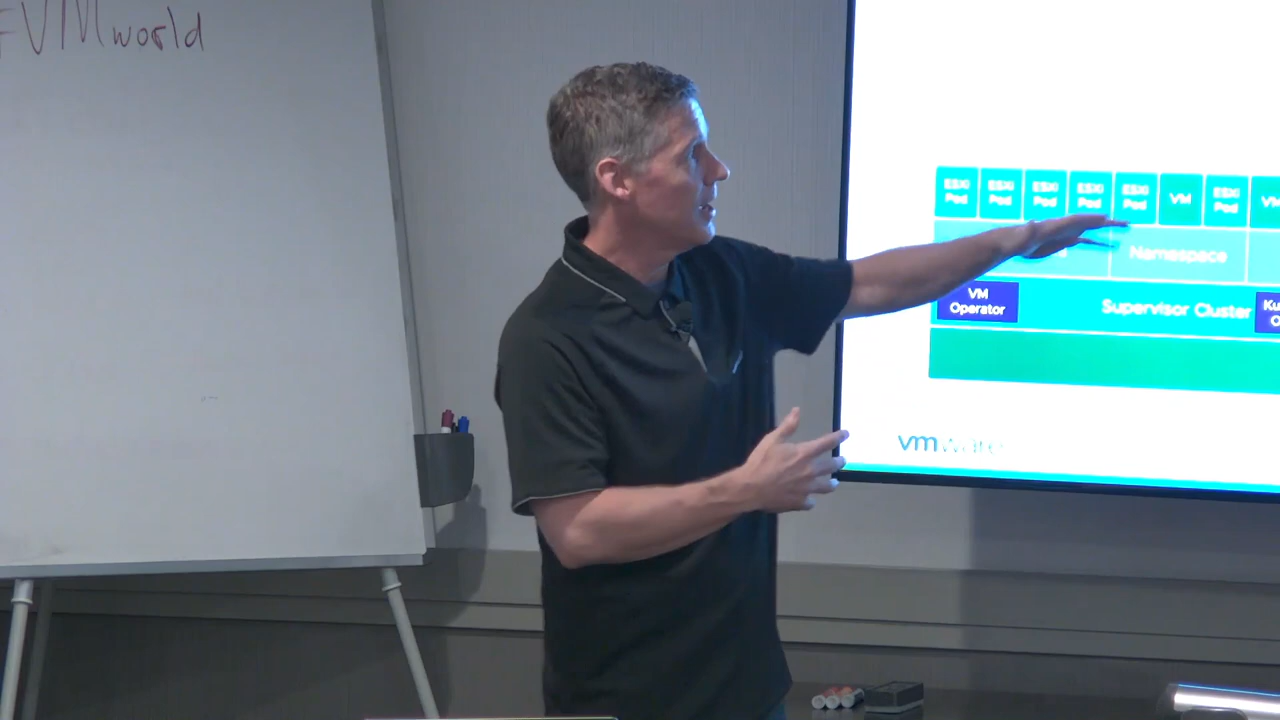 #VMworld
ESXi Pod ESXi Pod ESXi Pod ESXi Pod ESXi Pod VM ESXi Pod VM
Namespace
VM Operator Supervisor Cluster
vmware